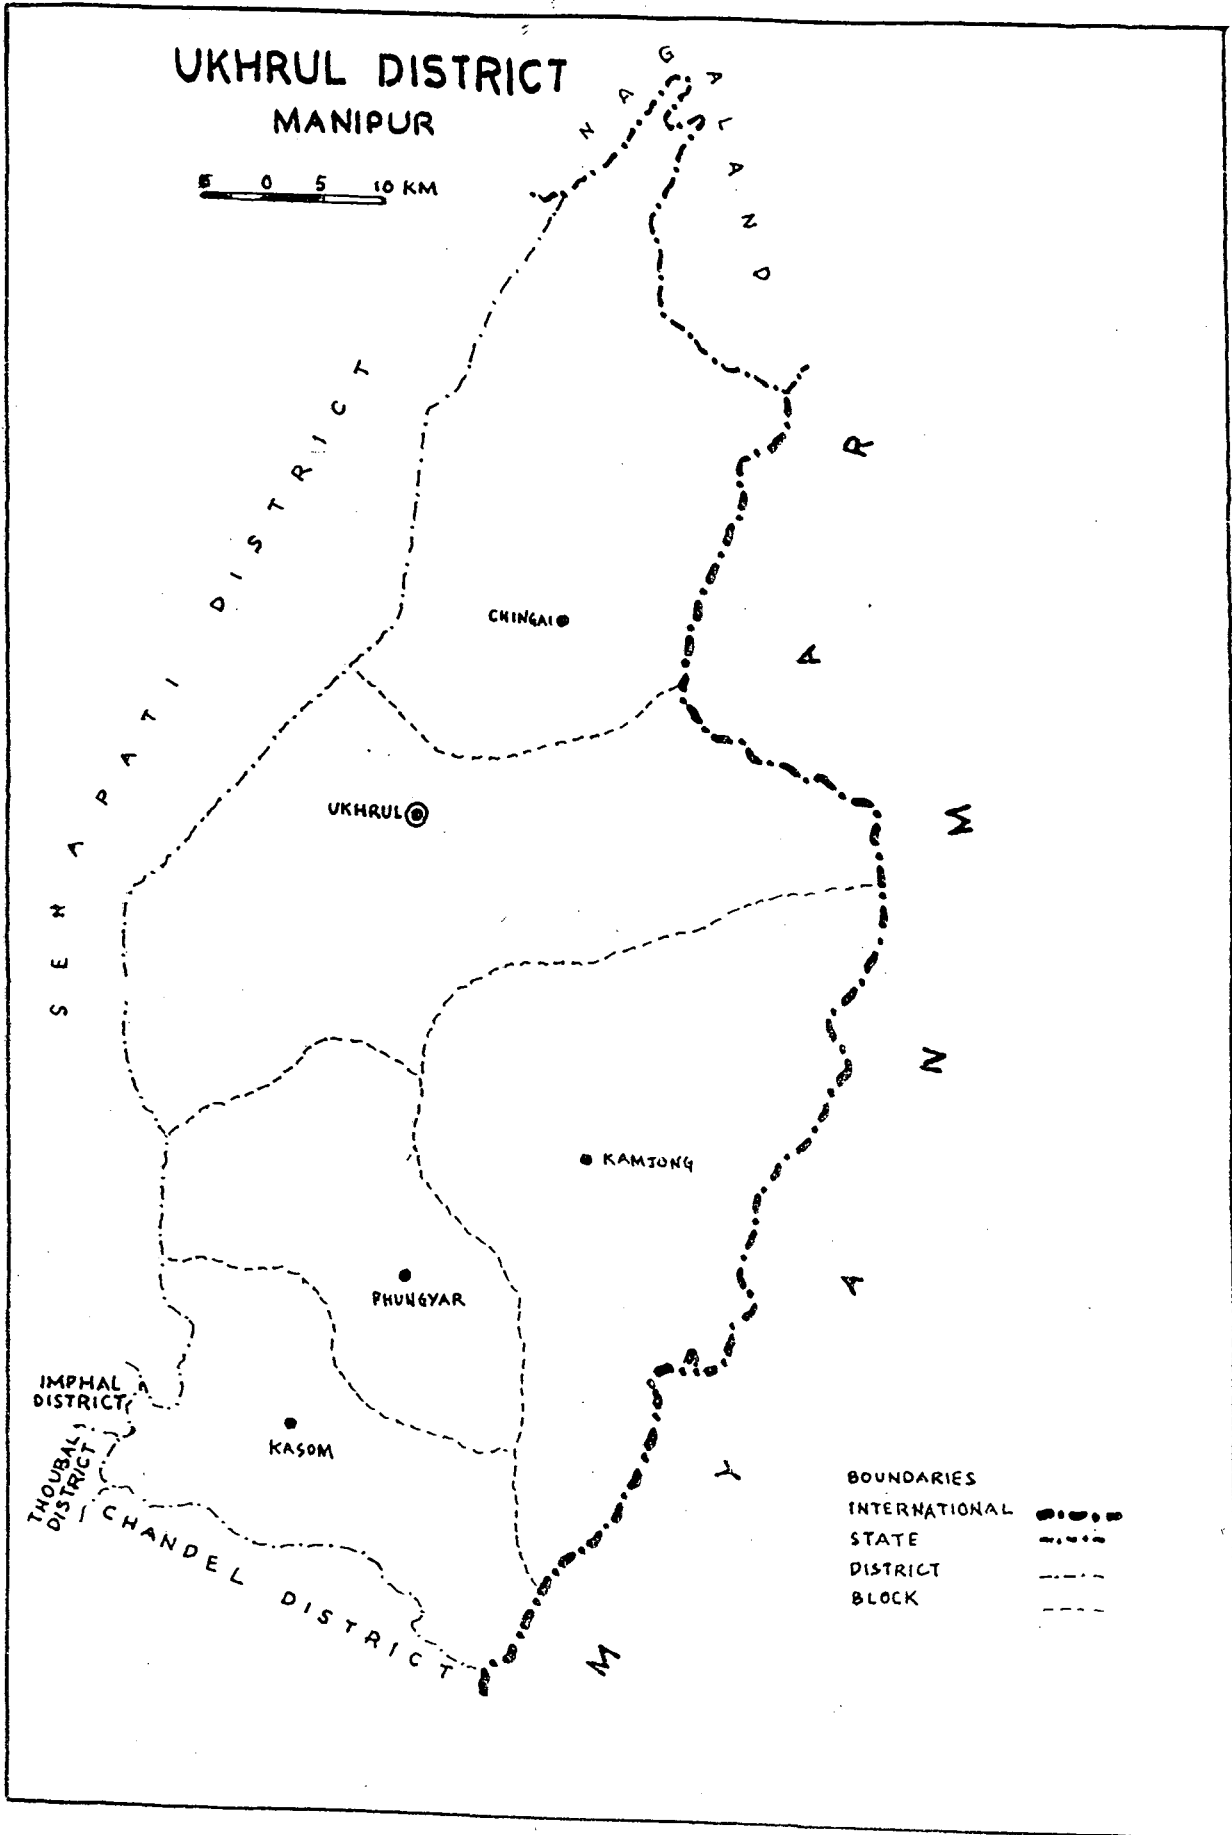 UKHRUL DISTRICT
MANIPUR
5 0 5 10 KM
NAGALAND
SENAPATI DISTRICT
MYANMAR
CHINGAI
UKHRUL
KAMJONG
PHUNGYAR
IMPHAL
DISTRICT
KASOM
THOUBAL
DISTRICT
CHANDEL DISTRICT
BOUNDARIES
INTERNATIONAL
STATE
DISTRICT
BLOCK